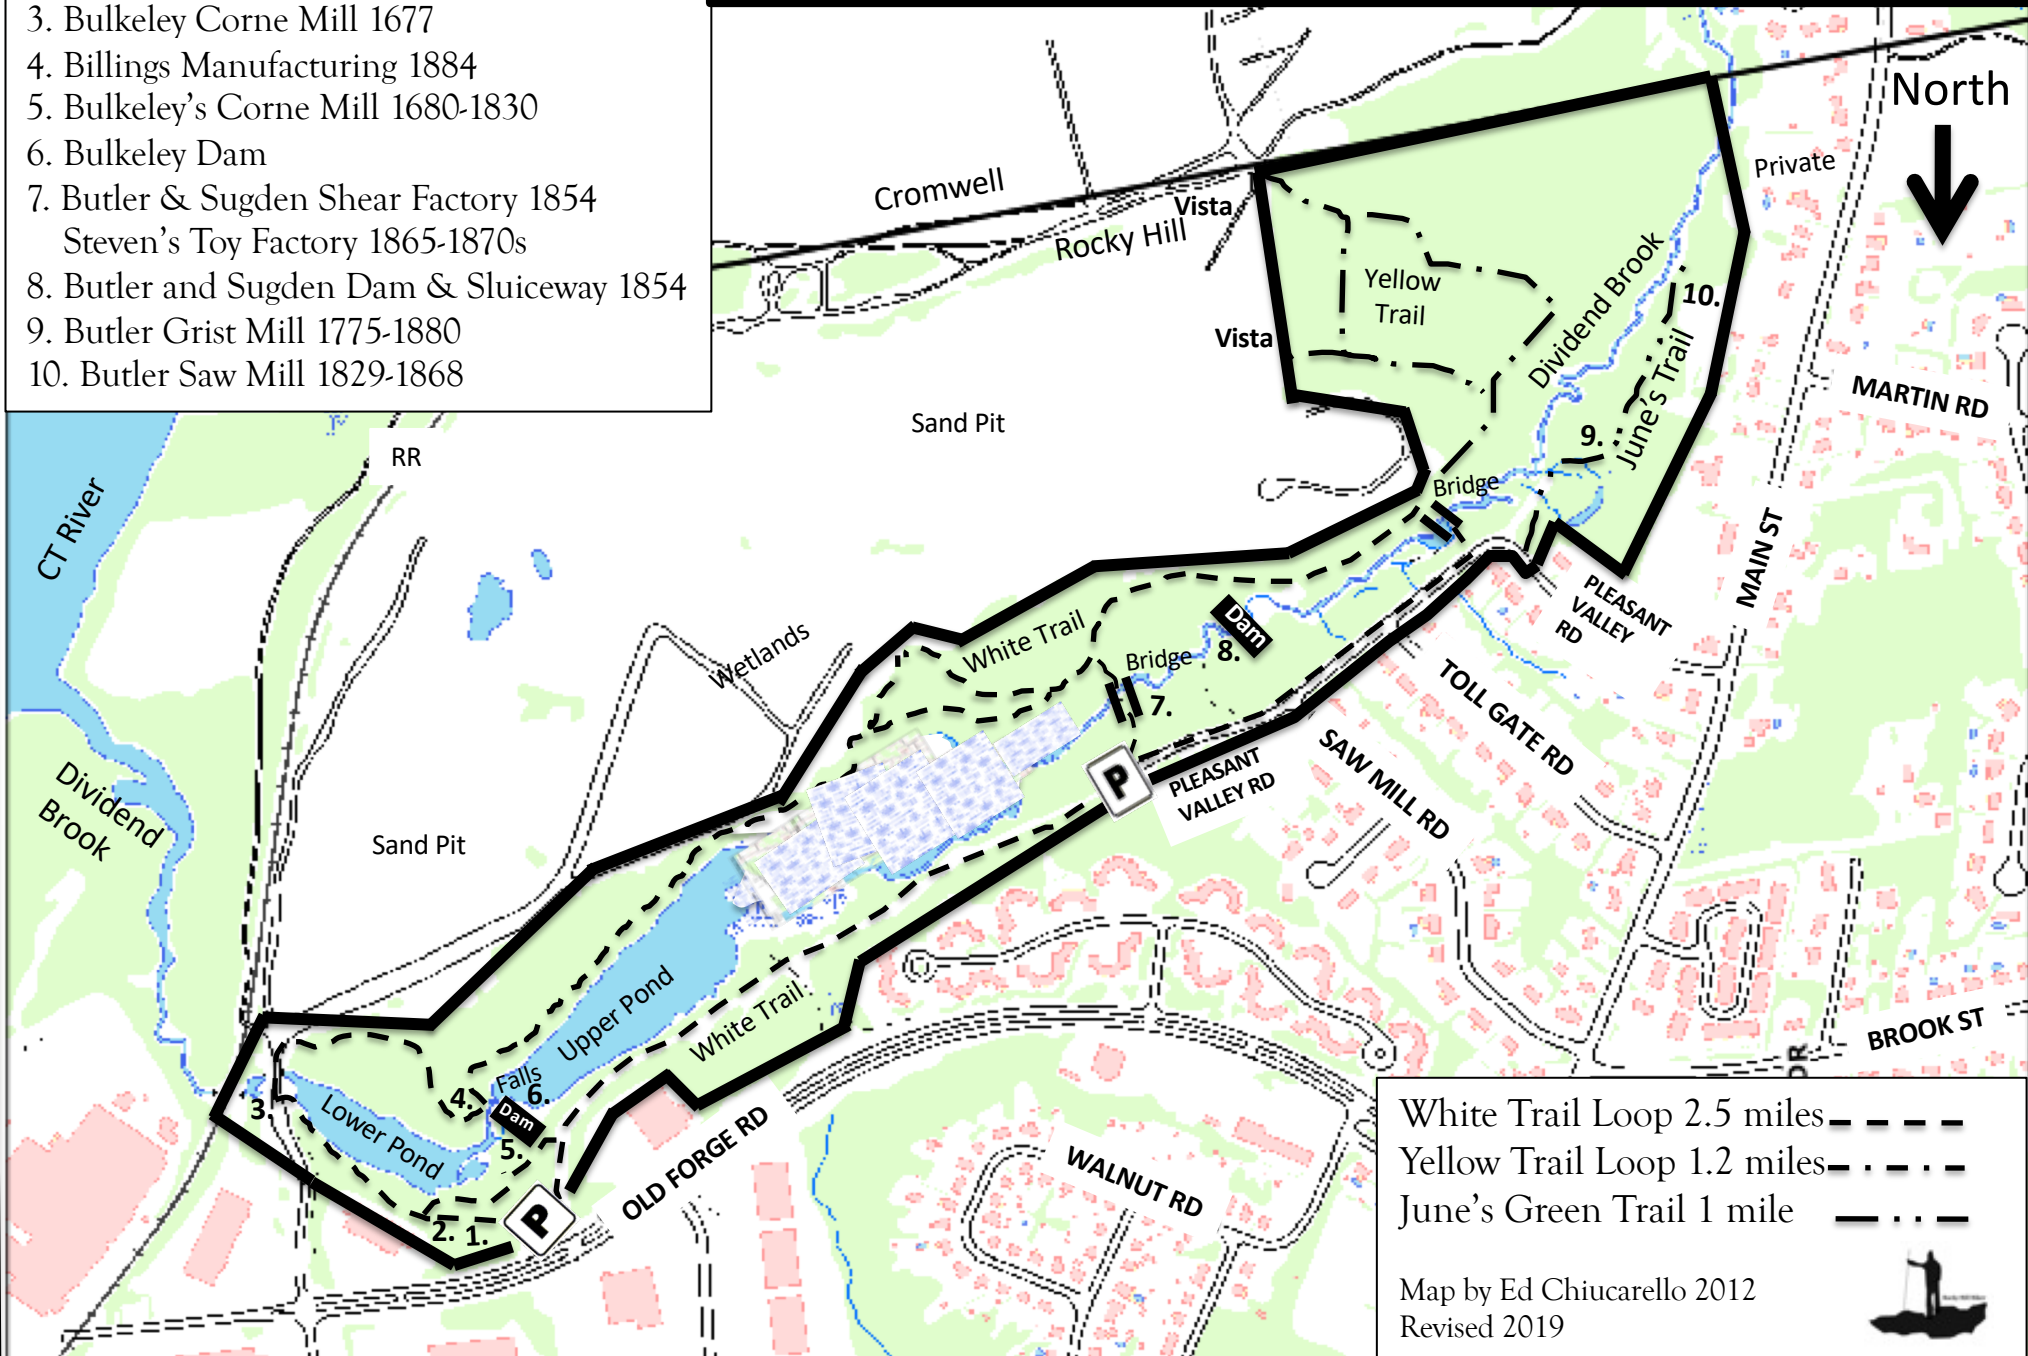 3. Bulkeley Corne Mill 1677
4. Billings Manufacturing 1884
5. Bulkeley's Corne Mill 1680-1830
6. Bulkeley Dam
7. Butler & Sugden Shear Factory 1854
Steven's Toy Factory 1865-1870s
8. Butler and Sugden Dam & Sluiceway 1854
9. Butler Grist Mill 1775-1880
10. Butler Saw Mill 1829-1868
North
Private
Cromwell
Vista
Rocky Hill
Yellow
Trail
Vista
Dividend Brook
10.
June's Trail
9.
MARTIN RD
Sand Pit
RR
CT River
Bridge
MAIN ST
PLEASANT
VALLEY
RD
Wetlands
White Trail
Dam
8.
Bridge
7.
TOLL GATE RD
SAW MILL RD
P
PLEASANT
VALLEY RD
Dividend
Brook
Sand Pit
Upper Pond
White Trail
BROOK ST
DR
Falls
6.
4.
Dam
5.
3.
Lower Pond
2.
1.
P
OLD FORGE RD
WALNUT RD
White Trail Loop 2.5 miles
Yellow Trail Loop 1.2 miles
June's Green Trail 1 mile
Map by Ed Chiucarello 2012
Revised 2019